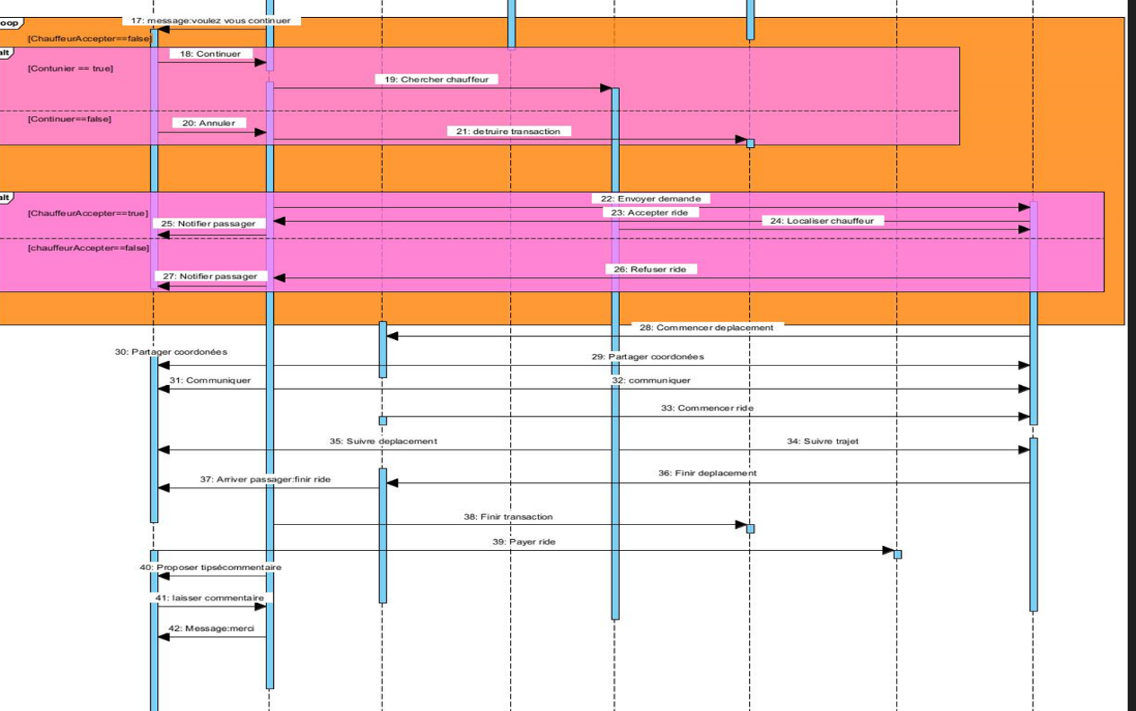 oop
17: message:voulez vous continuer
[ChauffeurAccepter==false]
alt
18: Continuer
[Contunier == true]
19: Chercher chauffeur
[Continue==false]
20: Annuler
21: detruire transaction
alt
22: Envoyer demande
[ChauffeurAccepter==true]
23: Accepter ride
25: Notifier passager
24: Localiser chauffeur
[chauffeurAccepter==false]
26: Refuser ride
27: Notifier passager
28: Commencer deplacement
30: Partager coordonées
29: Partager coordonées
31: Communiquer
32: communiquer
33: Commencer ride
35: Suivre deplacement
34: Suivre trajet
36: Finir deplacement
37: Arriver passager:finir ride
38: Finir transaction
39: Payer ride
40: Proposer tipsécommentaire
41: laisser commentaire
42: Message:merci